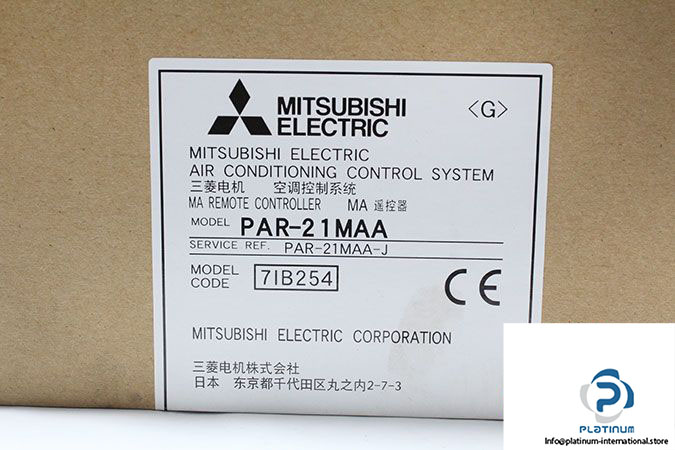 MITSUBISHI
ELECTRIC
<G>
MITSUBISHI ELECTRIC
AIR CONDITIONING CONTROL SYSTEM
三菱电机 空调控制系统
MA REMOTE CONTROLLER MA 遥控器
MODEL PAR-21MAA
SERVICE REF. PAR-21MAA-J
MODEL CODE 7IB254
CE
MITSUBISHI ELECTRIC CORPORATION
三菱电机株式会社
日本 东京都千代田区丸之内2-7-3
PLATINUM
Info@platinum-international.store